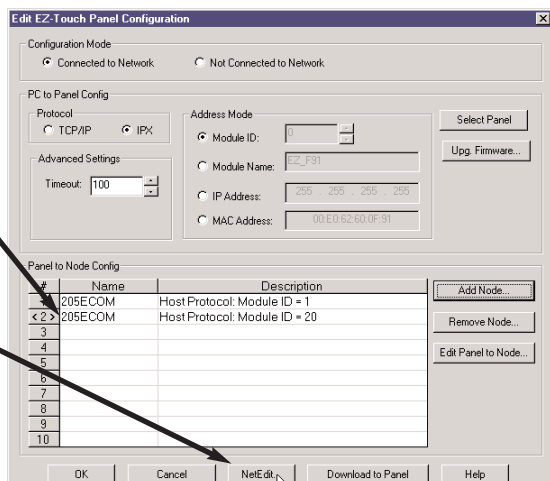 Edit EZ-Touch Panel Configuration
Configuration Mode
Connected to Network Not Connected to Network
PC to Panel Config
Protocol
TCP/IP IPX
Advanced Settings
Timeout: 100
Address Mode
Module ID: 0
Module Name: EZ_F91
IP Address: 255 . 255 . 255 . 255
MAC Address: 00:E0:62:60:0F:91
Select Panel
Upg. Firmware...
Panel to Node Config
# Name Description
205ECOM Host Protocol: Module ID = 1
<2> 205ECOM Host Protocol: Module ID = 20
3
4
5
6
7
8
9
10
Add Node...
Remove Node...
Edit Panel to Node...
OK Cancel NetEdit... Download to Panel Help